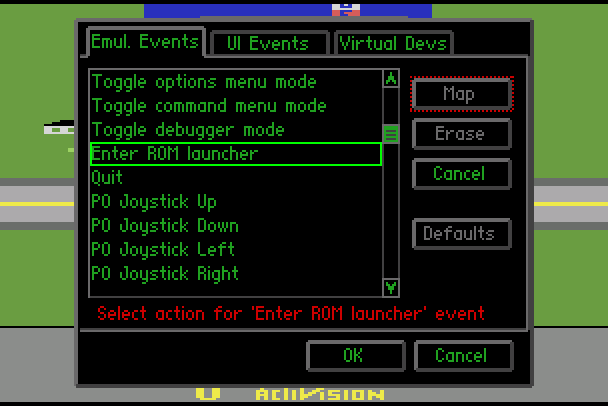 Emul. Events
UI Events
Virtual Devs
Toggle options menu mode
Toggle command menu mode
Toggle debugger mode
Enter ROM launcher
Quit
P0 Joystick Up
P0 Joystick Down
P0 Joystick Left
P0 Joystick Right
Map
Erase
Cancel
Defaults
Select action for 'Enter ROM launcher' event
OK
Cancel
ACTIVISION